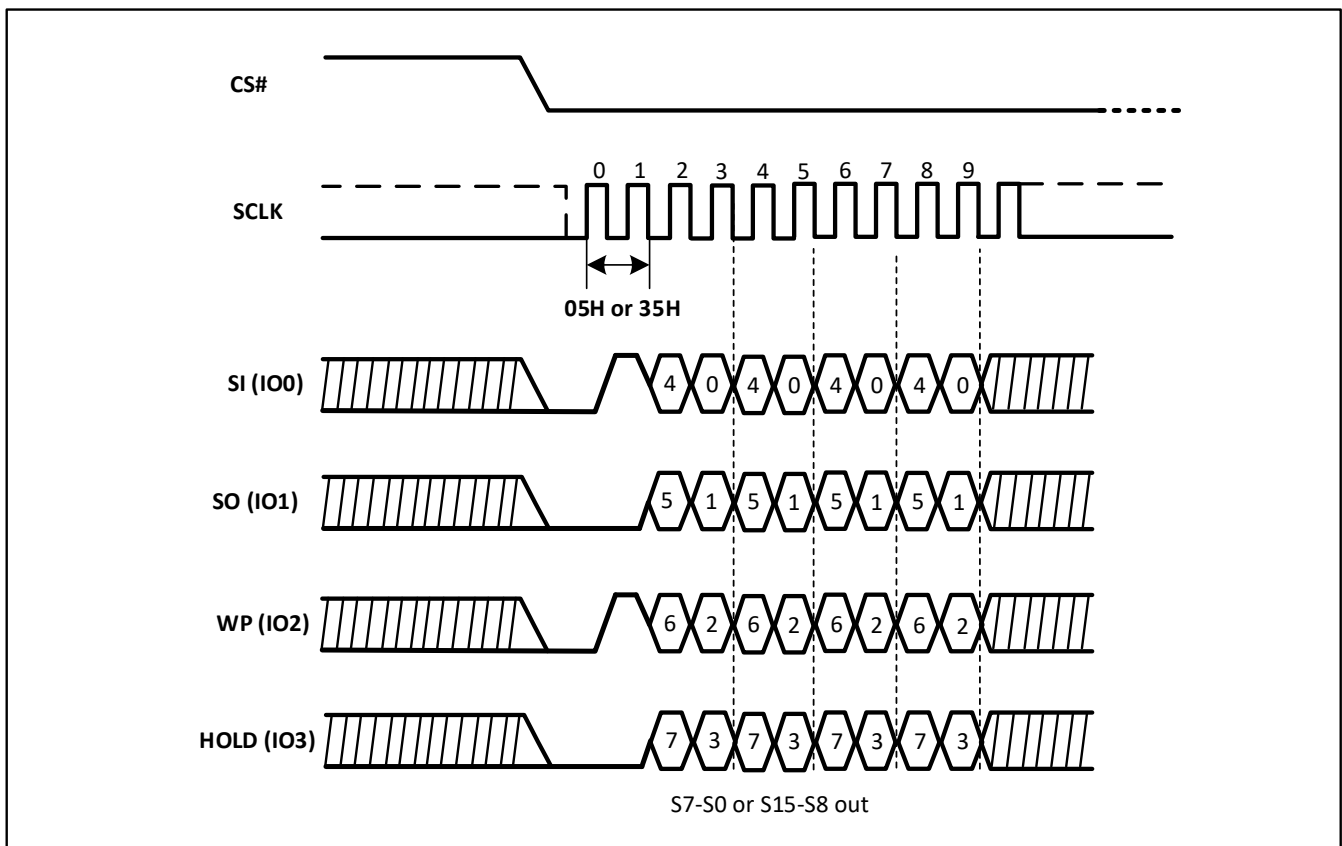 CS#
0 1 2 3 4 5 6 7 8 9
SCLK
05H or 35H
SI (IO0) 4 0 4 0 4 0 4 0
SO (IO1) 5 1 5 1 5 1 5 1
WP (IO2) 6 2 6 2 6 2 6 2
HOLD (IO3) 7 3 7 3 7 3 7 3
S7-S0 or S15-S8 out